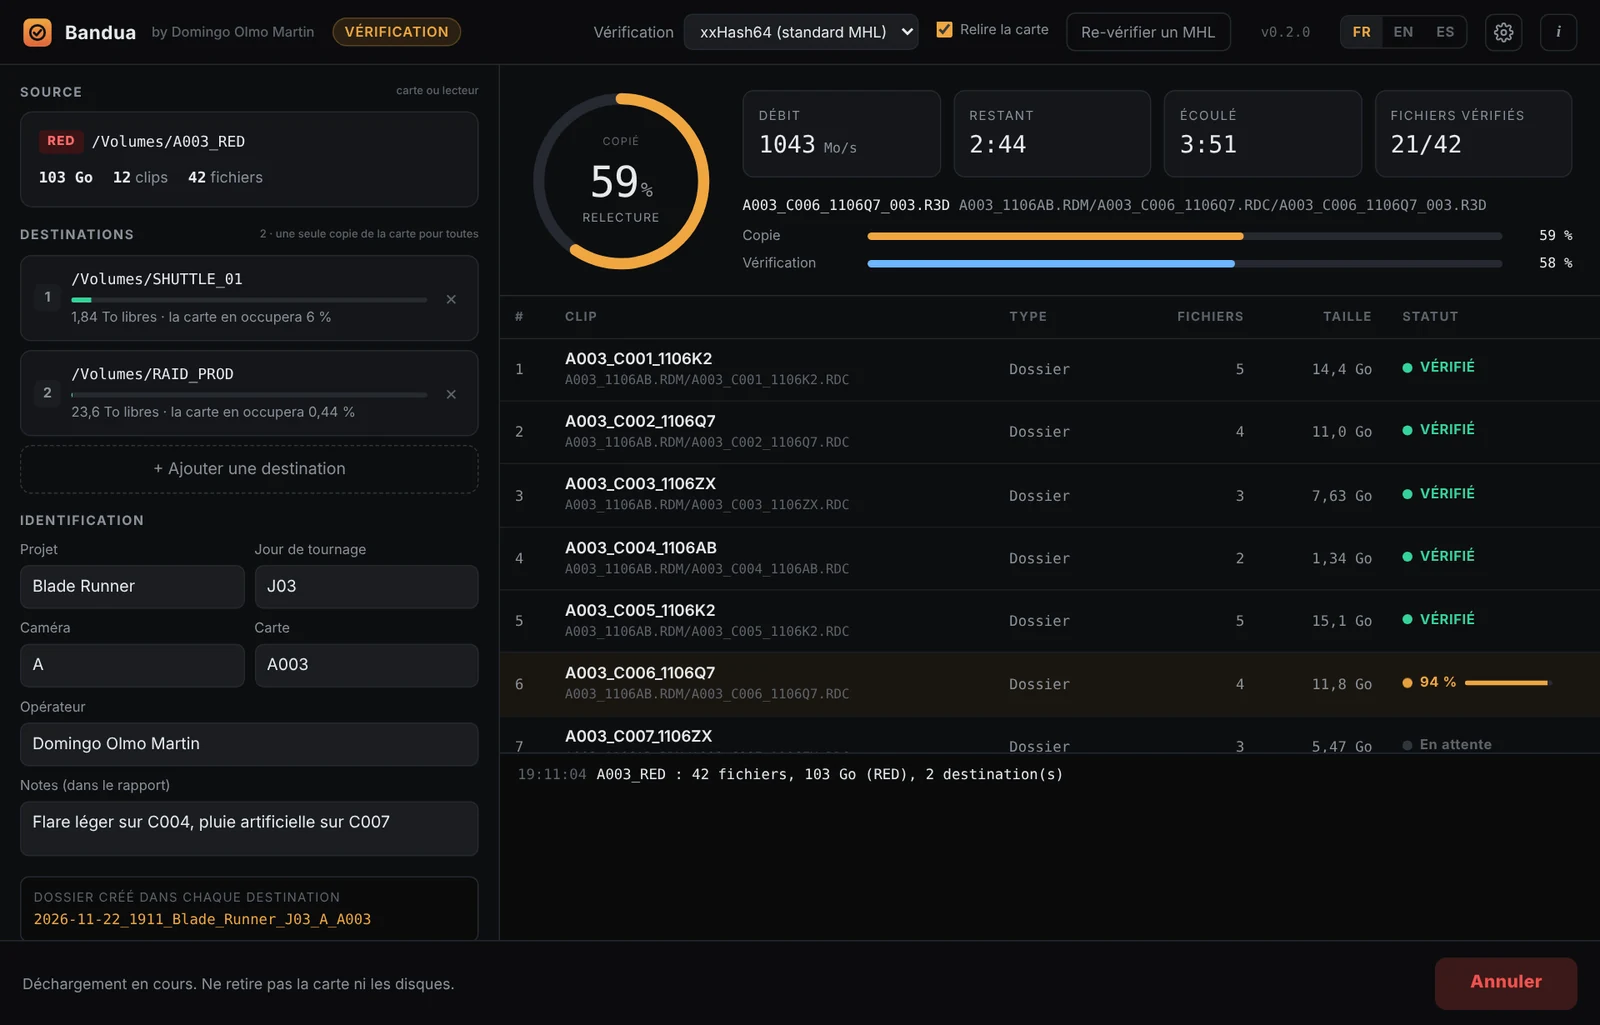 Bandua by Domingo Olmo Martin VÉRIFICATION Vérification xxHash64 (standard MHL) Relire la carte Re-vérifier un MHL v0.2.0 FR EN ES i
SOURCE carte ou lecteur
RED /Volumes/A003_RED
103 Go 12 clips 42 fichiers
DESTINATIONS 2 · une seule copie de la carte pour toutes
1 /Volumes/SHUTTLE_01 ×
1,84 To libres · la carte en occupera 6 %
2 /Volumes/RAID_PROD ×
23,6 To libres · la carte en occupera 0,44 %
+ Ajouter une destination
IDENTIFICATION
Projet Jour de tournage
Blade Runner J03
Caméra Carte
A A003
Opérateur
Domingo Olmo Martin
Notes (dans le rapport)
Flare léger sur C004, pluie artificielle sur C007
DOSSIER CRÉÉ DANS CHAQUE DESTINATION
2026-11-22_1911_Blade_Runner_J03_A_A003
COPIÉ
59 %
RELECTURE
DÉBIT RESTANT ÉCOULÉ FICHIERS VÉRIFIÉS
1043 Mo/s 2:44 3:51 21/42
A003_C006_1106Q7_003.R3D A003_1106AB.RDM/A003_C006_1106Q7.RDC/A003_C006_1106Q7_003.R3D
Copie 59 %
Vérification 58 %
# CLIP TYPE FICHIERS TAILLE STATUT
1 A003_C001_1106K2 Dossier 5 14,4 Go VÉRIFIÉ
A003_1106AB.RDM/A003_C001_1106K2.RDC
2 A003_C002_1106Q7 Dossier 4 11,0 Go VÉRIFIÉ
A003_1106AB.RDM/A003_C002_1106Q7.RDC
3 A003_C003_1106ZX Dossier 3 7,63 Go VÉRIFIÉ
A003_1106AB.RDM/A003_C003_1106ZX.RDC
4 A003_C004_1106AB Dossier 2 1,34 Go VÉRIFIÉ
A003_1106AB.RDM/A003_C004_1106AB.RDC
5 A003_C005_1106K2 Dossier 5 15,1 Go VÉRIFIÉ
A003_1106AB.RDM/A003_C005_1106K2.RDC
6 A003_C006_1106Q7 Dossier 4 11,8 Go 94 %
A003_1106AB.RDM/A003_C006_1106Q7.RDC
7 A003_C007_1106ZX Dossier 3 5,47 Go En attente
19:11:04 A003_RED : 42 fichiers, 103 Go (RED), 2 destination(s)
Déchargement en cours. Ne retire pas la carte ni les disques. Annuler